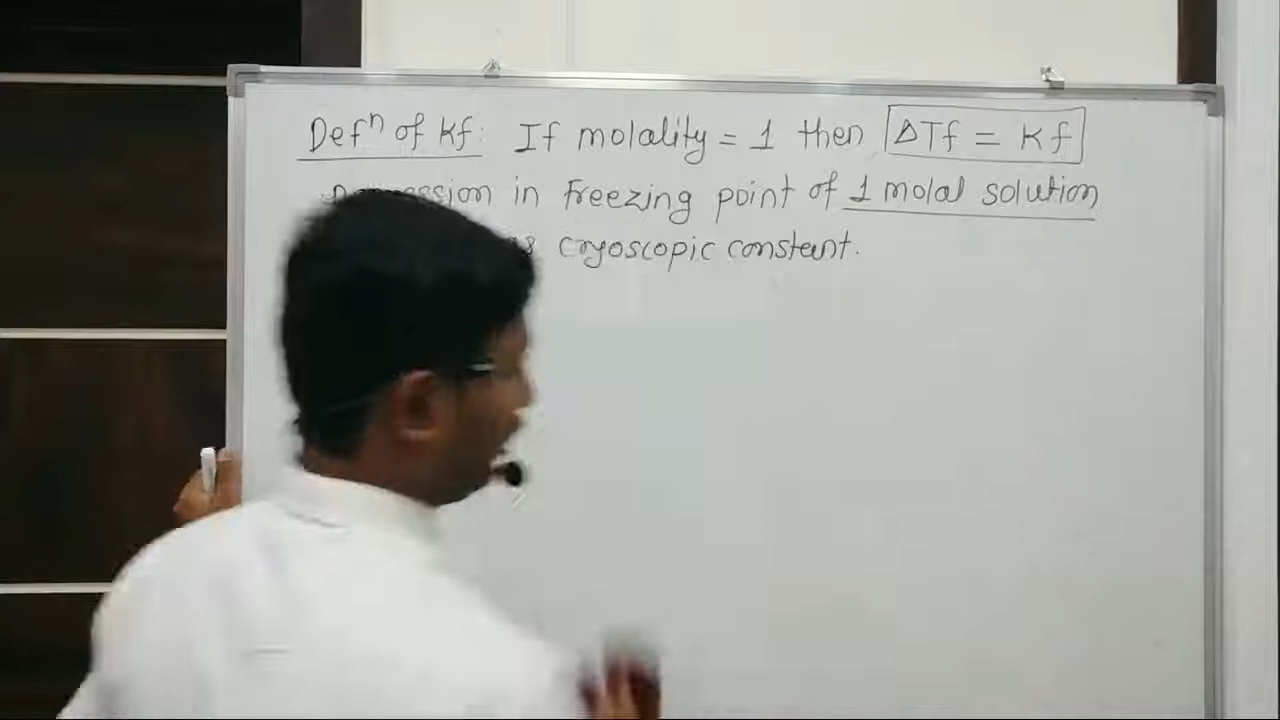 Defⁿ of Kf: If molality = 1 then ΔTf = Kf
in freezing point of 1 molal solution
cryoscopic constant.